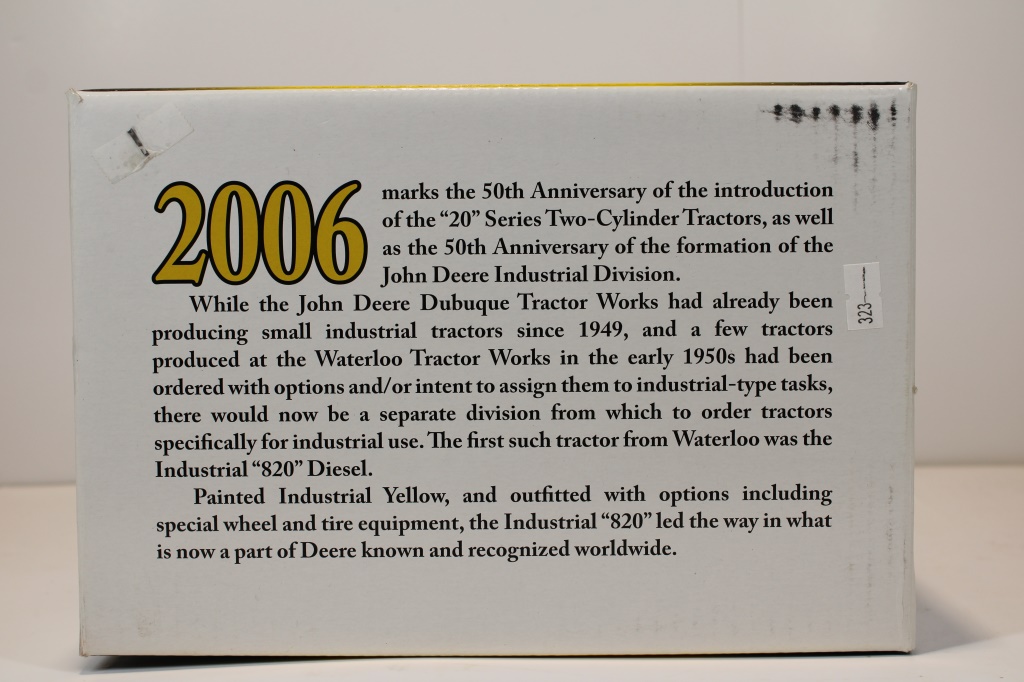 2006 marks the 50th Anniversary of the introduction
of the “20” Series Two-Cylinder Tractors, as well
as the 50th Anniversary of the formation of the
John Deere Industrial Division.
While the John Deere Dubuque Tractor Works had already been
producing small industrial tractors since 1949, and a few tractors
produced at the Waterloo Tractor Works in the early 1950s had been
ordered with options and/or intent to assign them to industrial-type tasks,
there would now be a separate division from which to order tractors
specifically for industrial use. The first such tractor from Waterloo was the
Industrial “820” Diesel.
Painted Industrial Yellow, and outfitted with options including
special wheel and tire equipment, the Industrial “820” led the way in what
is now a part of Deere known and recognized worldwide.
323